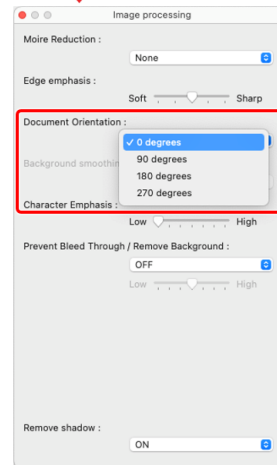 Image processing
Moire Reduction :
None
Edge emphasis :
Soft Sharp
Document Orientation :
✓ 0 degrees
90 degrees
Background smoothin
180 degrees
270 degrees
Character Emphasis :
Low High
Prevent Bleed Through / Remove Background :
OFF
Low High
Remove shadow :
ON